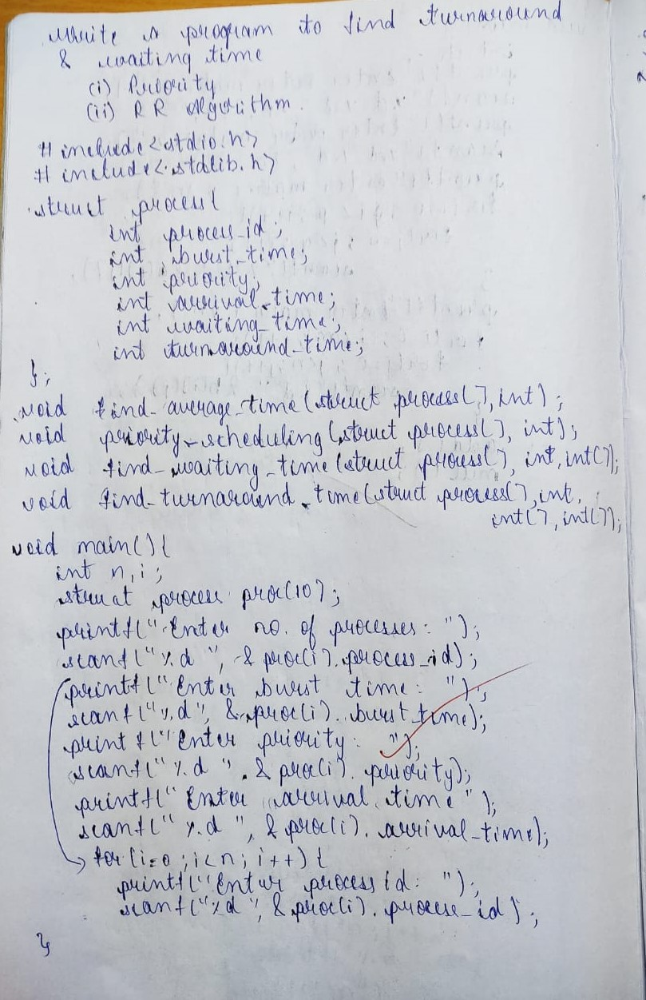 Write a program to find turnaround
& waiting time
(i) Priority
(ii) RR Algorithm.
# include<stdio.h>
# include<stdlib.h>
struct process{
int process_id;
int burst_time;
int priority;
int arrival_time;
int waiting_time;
int turnaround_time;
};
void find_average_time(struct process[], int);
void priority_scheduling(struct process[], int);
void find_waiting_time(struct process[], int, int[]);
void find_turnaround_time(struct process[], int,
int[], int[]);
void main(){
int n,i;
struct process proc[10];
printf("Enter no. of processes: ");
scanf("%d", &proc[i].process_id);
printf("Enter burst time: ");
scanf("%d", &proc[i].burst_time);
printf("Enter priority: ");
scanf("%d". &proc[i].priority);
printf("Enter arrival time");
scanf("%d", &proc[i].arrival_time);
for(i=0;i<n;i++){
printf("Enter process id: ");
scanf("%d", &proc[i].process_id);
}